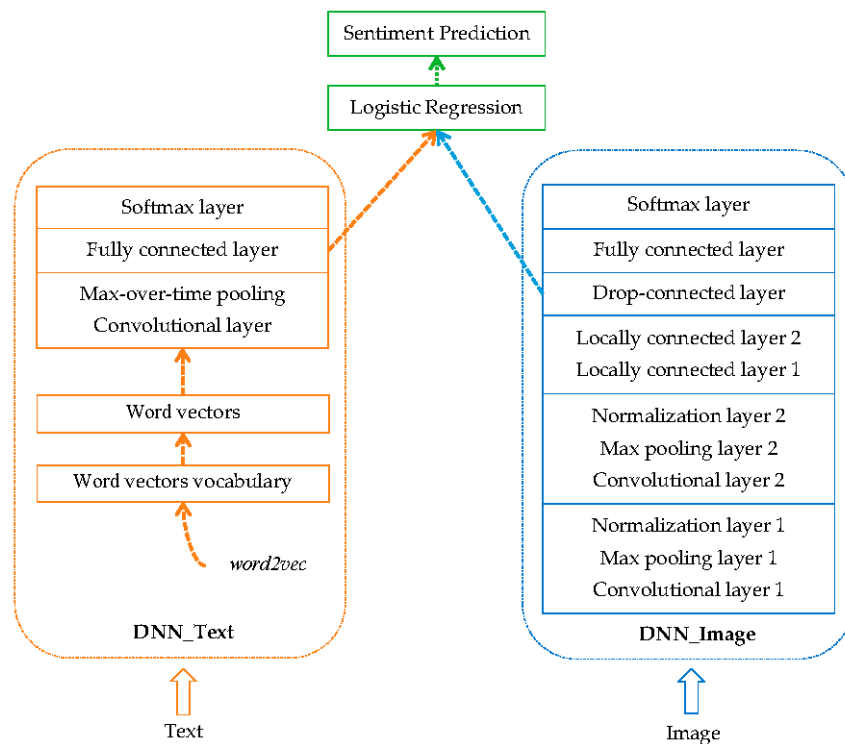 Sentiment Prediction
Logistic Regression
Softmax layer
Fully connected layer
Max-over-time pooling
Convolutional layer
Word vectors
Word vectors vocabulary
word2vec
DNN_Text
Text
Softmax layer
Fully connected layer
Drop-connected layer
Locally connected layer 2
Locally connected layer 1
Normalization layer 2
Max pooling layer 2
Convolutional layer 2
Normalization layer 1
Max pooling layer 1
Convolutional layer 1
DNN_Image
Image